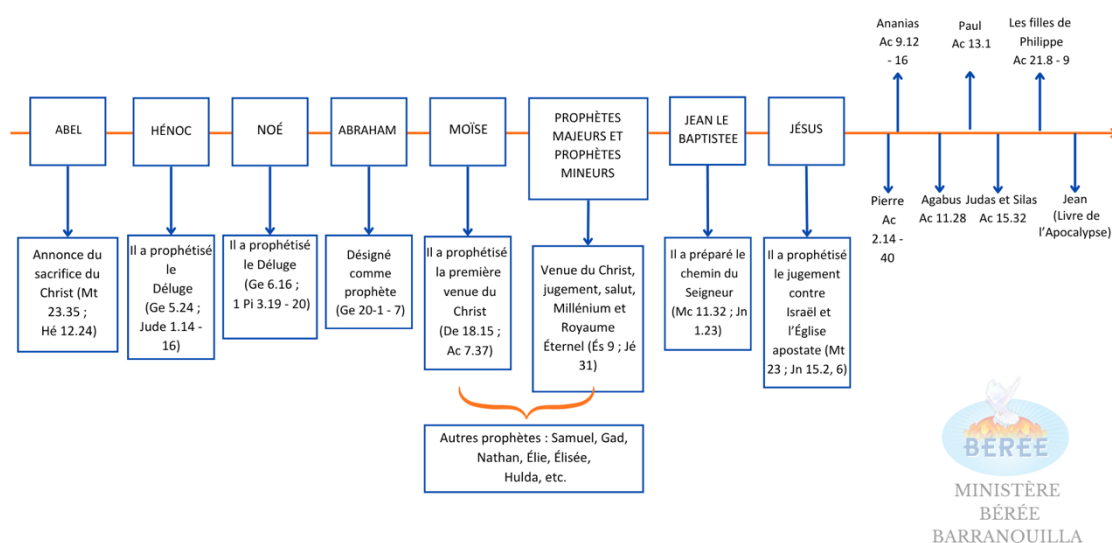 Ananias
Ac 9.12
- 16
Paul
Ac 13.1
Les filles de
Philippe
Ac 21.8 - 9
ABEL
HÉNOC
NOÉ
ABRAHAM
MOÏSE
PROPHÈTES
MAJEURS ET
PROPHÈTES
MINEURS
JEAN LE
BAPTISTEE
JÉSUS
Annonce du
sacrifice du
Christ (Mt
23.35 ;
Hé 12.24)
Il a prophétisé
le
Déluge
(Ge 5.24 ;
Jude 1.14 -
16)
Il a prophétisé
le Déluge
(Ge 6.16 ;
1 Pi 3.19 - 20)
Désigné
comme
prophète
(Ge 20-1 - 7)
Il a prophétisé
la première
venue du
Christ
(De 18.15 ;
Ac 7.37)
Venue du Christ,
jugement, salut,
Millénium et
Royaume
Éternel (És 9 ; Jé
31)
Il a préparé le
chemin du
Seigneur
(Mc 11.32 ; Jn
1.23)
Il a prophétisé
le jugement
contre
Israël et
l'Église
apostate (Mt
23 ; Jn 15.2, 6)
Pierre
Ac
2.14 -
40
Agabus
Ac 11.28
Judas et Silas
Ac 15.32
Jean
(Livre de
l'Apocalypse)
Autres prophètes : Samuel, Gad,
Nathan, Élie, Élisée,
Hulda, etc.
BÉRÉE
MINISTÈRE
BÉRÉE
BARRANQUILLA